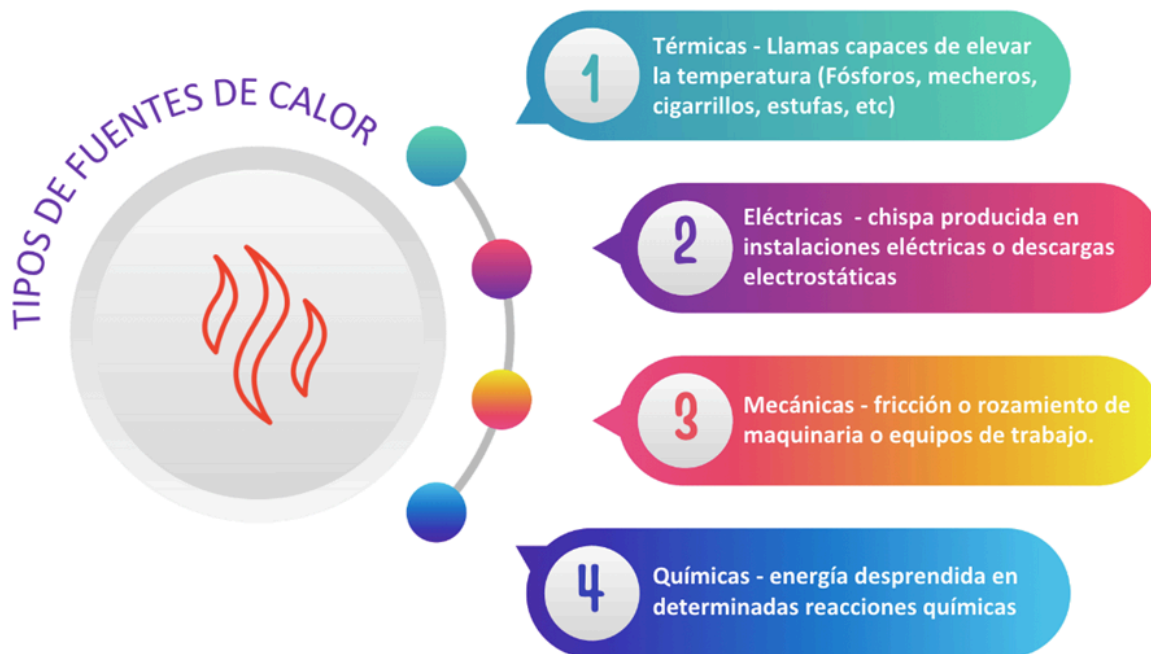 TIPOS DE FUENTES DE CALOR
1
Térmicas - Llamas capaces de elevar
la temperatura (Fósforos, mecheros,
cigarrillos, estufas, etc)
2
Eléctricas - chispa producida en
instalaciones eléctricas o descargas
electrostáticas
3
Mecánicas - fricción o rozamiento de
maquinaria o equipos de trabajo.
4
Químicas - energía desprendida en
determinadas reacciones químicas